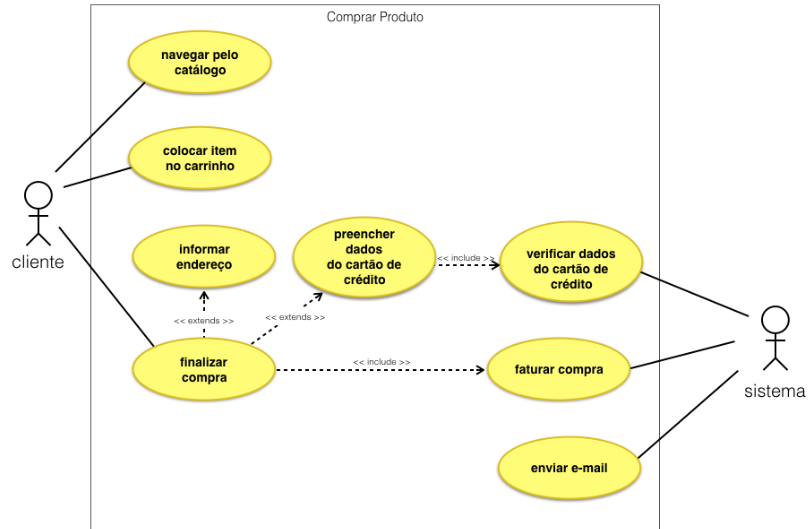 Comprar Produto
navegar pelo
catálogo
colocar item
no carrinho
cliente
informar
endereço
preencher
dados
do cartão de
crédito
<< include >>
verificar dados
do cartão de
crédito
<< extends >>
<< extends >>
finalizar
compra
<< include >>
faturar compra
sistema
enviar e-mail